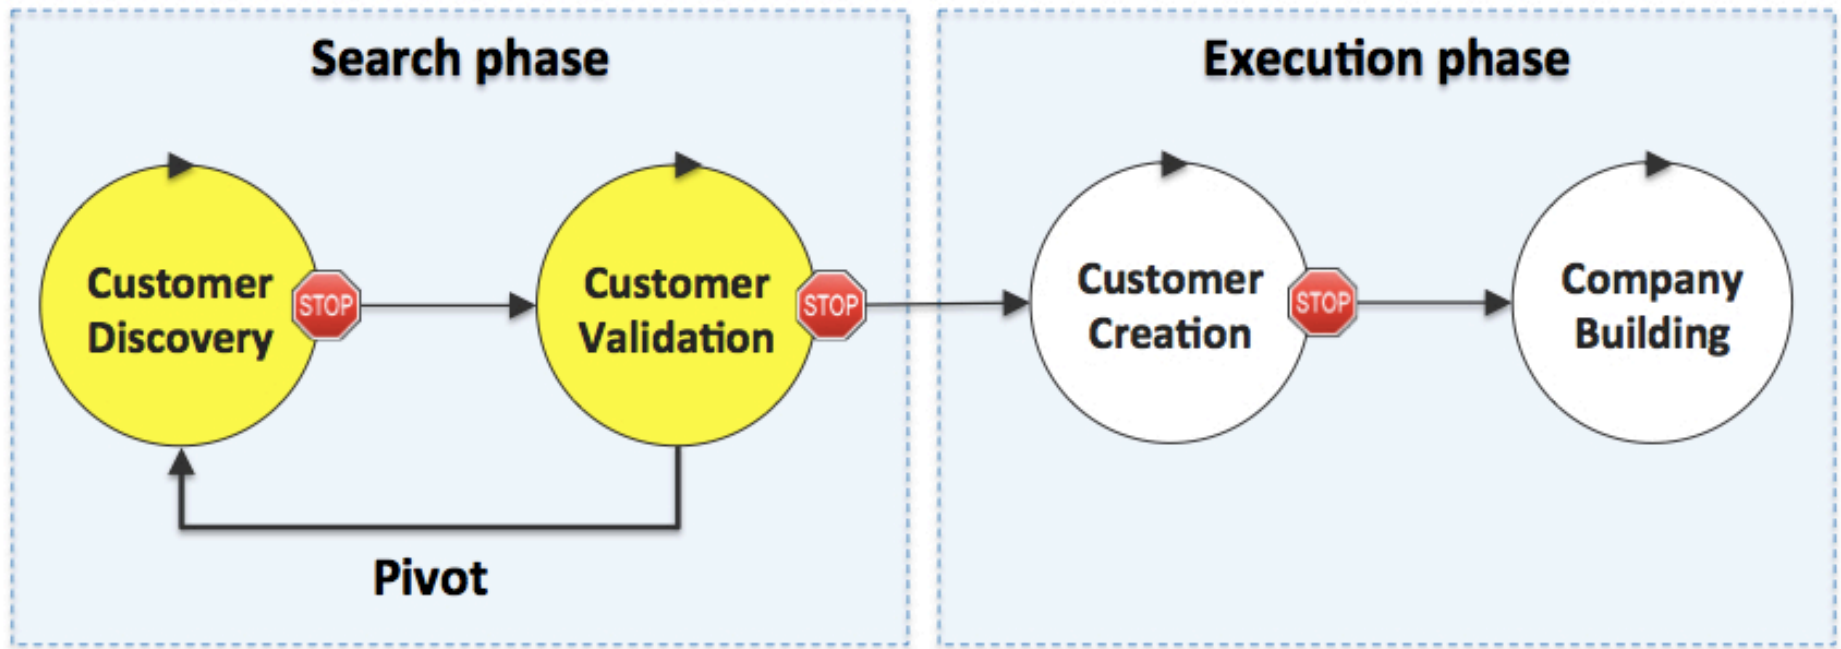 Search phase
Execution phase
Customer
Discovery
STOP
Customer
Validation
STOP
Customer
Creation
STOP
Company
Building
Pivot